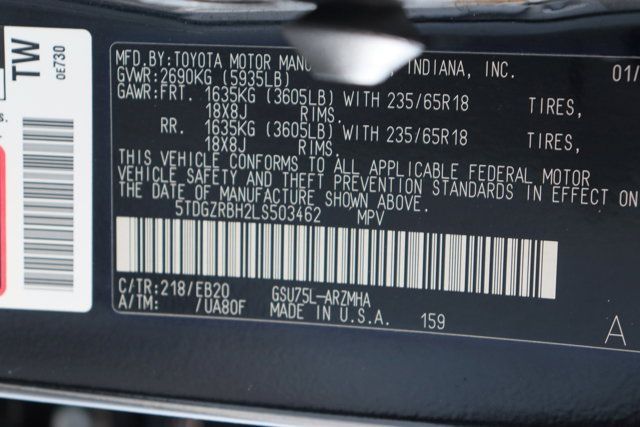 TW
OE730
s.
MFD.BY:TOYOTA MOTOR INDIANA, INC. 01/
GVWR:2690KG (5935LB)
GAWR:FRT. 1635KG (3605LB) WITH 235/65R18 TIRES,
18X8J RIMS.
RR. 1635KG (3605LB) WITH 235/65R18 TIRES,
18X8J RIMS.
THIS VEHICLE CONFORMS TO ALL APPLICABLE FEDERAL MOTOR
VEHICLE SAFETY AND THEFT PREVENTION STANDARDS IN EFFECT ON
THE DATE OF MANUFACTURE SHOWN ABOVE.
5TDGZRBH2LS503462 MPV
C/TR:218/EB20 GSU75L-ARZMHA
A/TM: /UA80F MADE IN U.S.A. 159
A